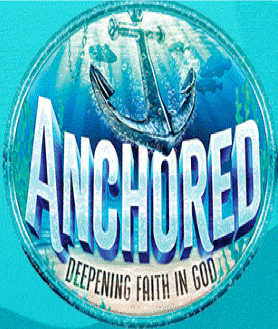 ANCHORED
DEEPENING FAITH IN GOD